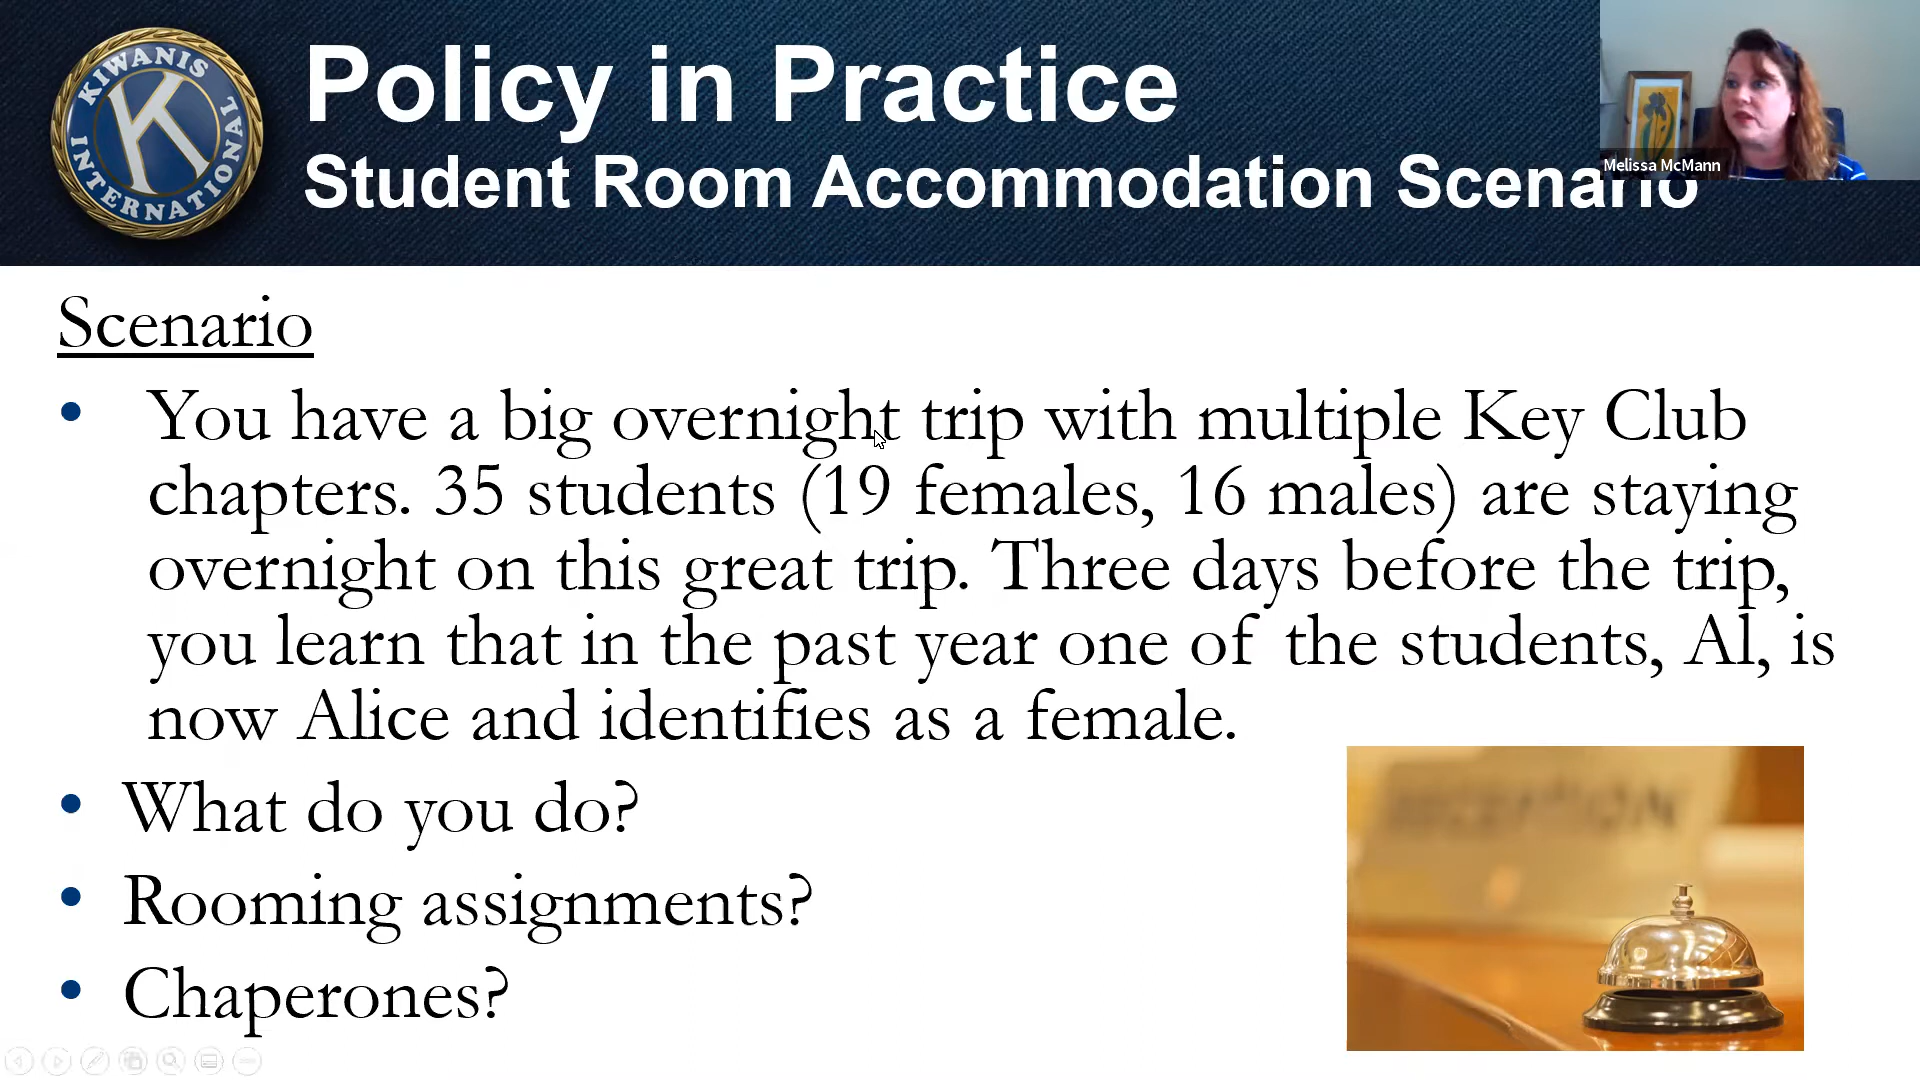 KIWANIS
K
INTERNATIONAL
Policy in Practice
Student Room Accommodation Scenario
Melissa McMann
Scenario
• You have a big overnight trip with multiple Key Club
chapters. 35 students (19 females, 16 males) are staying
overnight on this great trip. Three days before the trip,
you learn that in the past year one of the students, Al, is
now Alice and identifies as a female.
• What do you do?
• Rooming assignments?
• Chaperones?
RECEPTION